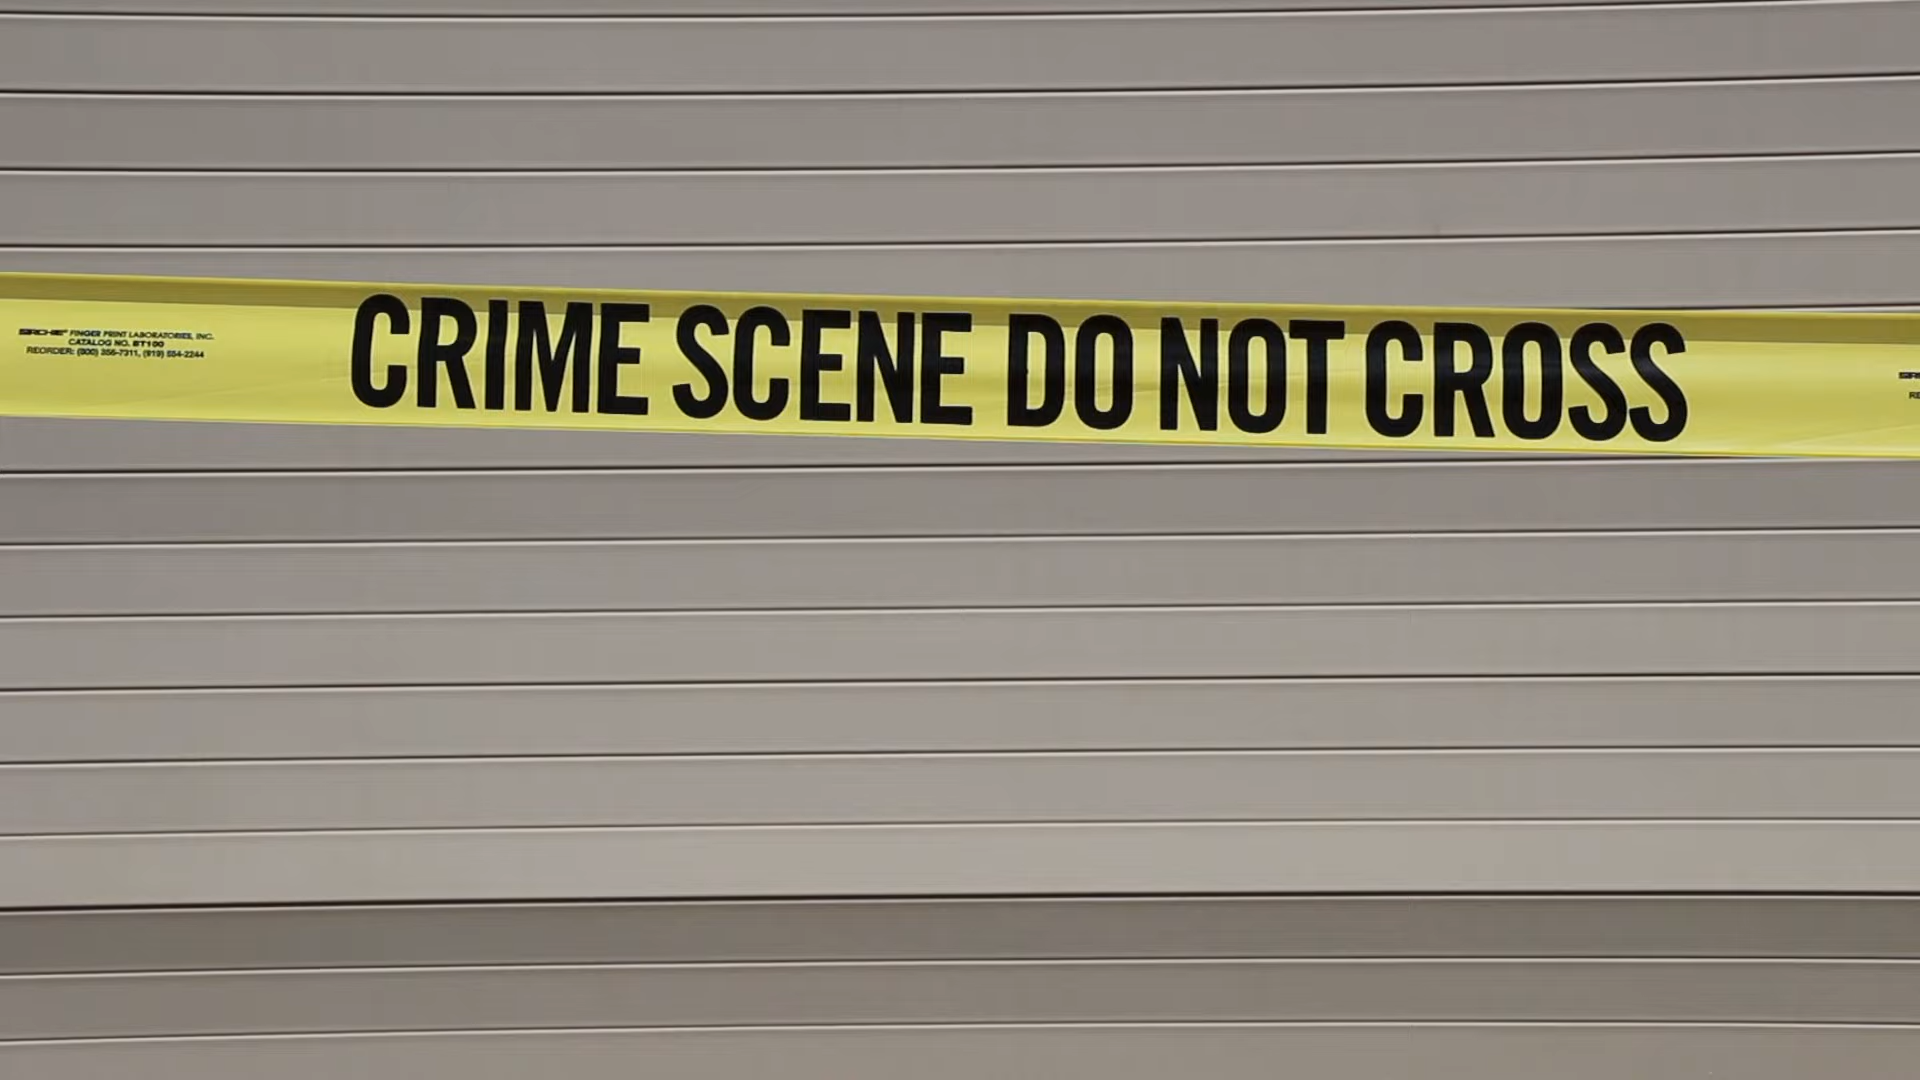 SIRCHIE® FINGER PRINT LABORATORIES, INC.
CATALOG NO. BT100
REORDER: (800) 356-7311, (919) 554-2244
CRIME SCENE DO NOT CROSS